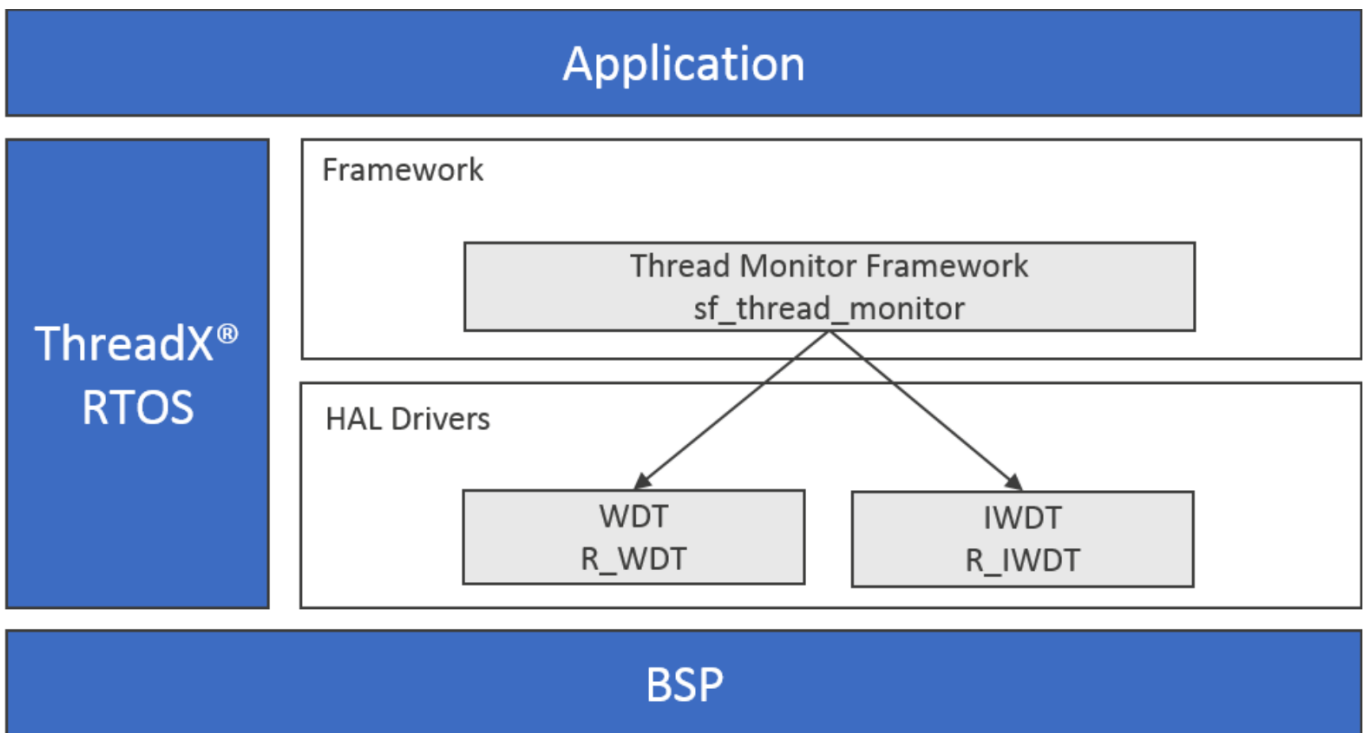 Application
ThreadX®
RTOS
Framework
Thread Monitor Framework
sf_thread_monitor
HAL Drivers
WDT
R_WDT
IWDT
R_IWDT
BSP